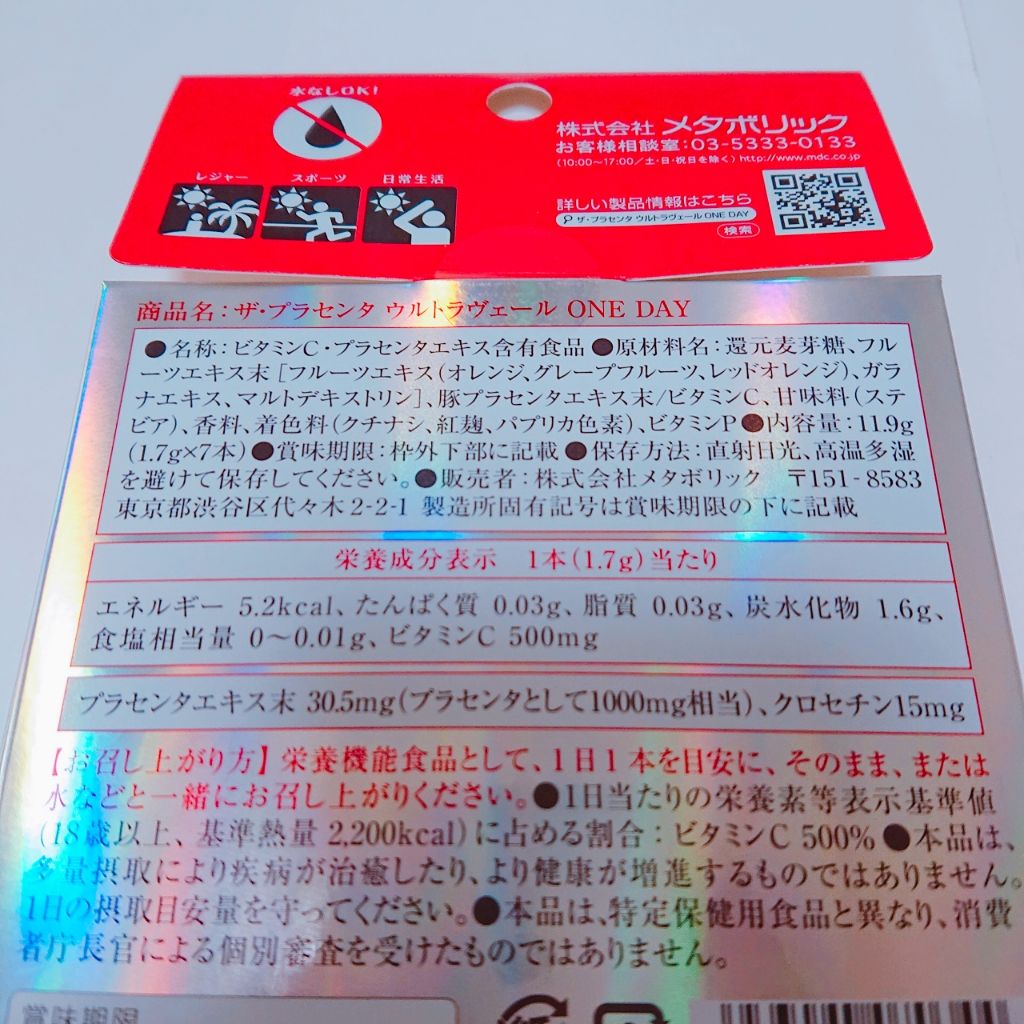 水なしOK!
レジャー
スポーツ
日常生活
株式会社 メタボリック
お客様相談室:03-5333-0133
(10:00〜17:00/土・日・祝日を除く) http://www.mdc.co.jp
詳しい製品情報はこちら
ザ・プラセンタ ウルトラヴェール ONE DAY
検索
商品名:ザ・プラセンタ ウルトラヴェール ONE DAY
●名称:ビタミンC・プラセンタエキス含有食品 ●原材料名:還元麦芽糖、フル
ーツエキス末[フルーツエキス(オレンジ、グレープフルーツ、レッドオレンジ)、ガラ
ナエキス、マルトデキストリン]、豚プラセンタエキス末/ビタミンC、甘味料(ステ
ビア)、香料、着色料(クチナシ、紅麹、パプリカ色素)、ビタミンP ●内容量:11.9g
(1.7g×7本) ●賞味期限:枠外下部に記載 ●保存方法:直射日光、高温多湿
を避けて保存してください。●販売者:株式会社メタボリック 〒151-8583
東京都渋谷区代々木2-2-1 製造所固有記号は賞味期限の下に記載
栄養成分表示 1本(1.7g)当たり
エネルギー 5.2kcal、たんぱく質 0.03g、脂質 0.03g、炭水化物 1.6g、
食塩相当量 0〜0.01g、ビタミンC 500mg
プラセンタエキス末 30.5mg(プラセンタとして1000mg相当)、クロセチン15mg
【お召し上がり方】栄養機能食品として、1日1本を目安に、そのまま、または
水などと一緒にお召し上がりください。●1日当たりの栄養素等表示基準値
(18歳以上、基準熱量 2,200kcal)に占める割合:ビタミンC 500% ●本品は、
多量摂取により疾病が治癒したり、より健康が増進するものではありません。
1日の摂取目安量を守ってください。●本品は、特定保健用食品と異なり、消費
者庁長官による個別審査を受けたものではありません。
賞味期限